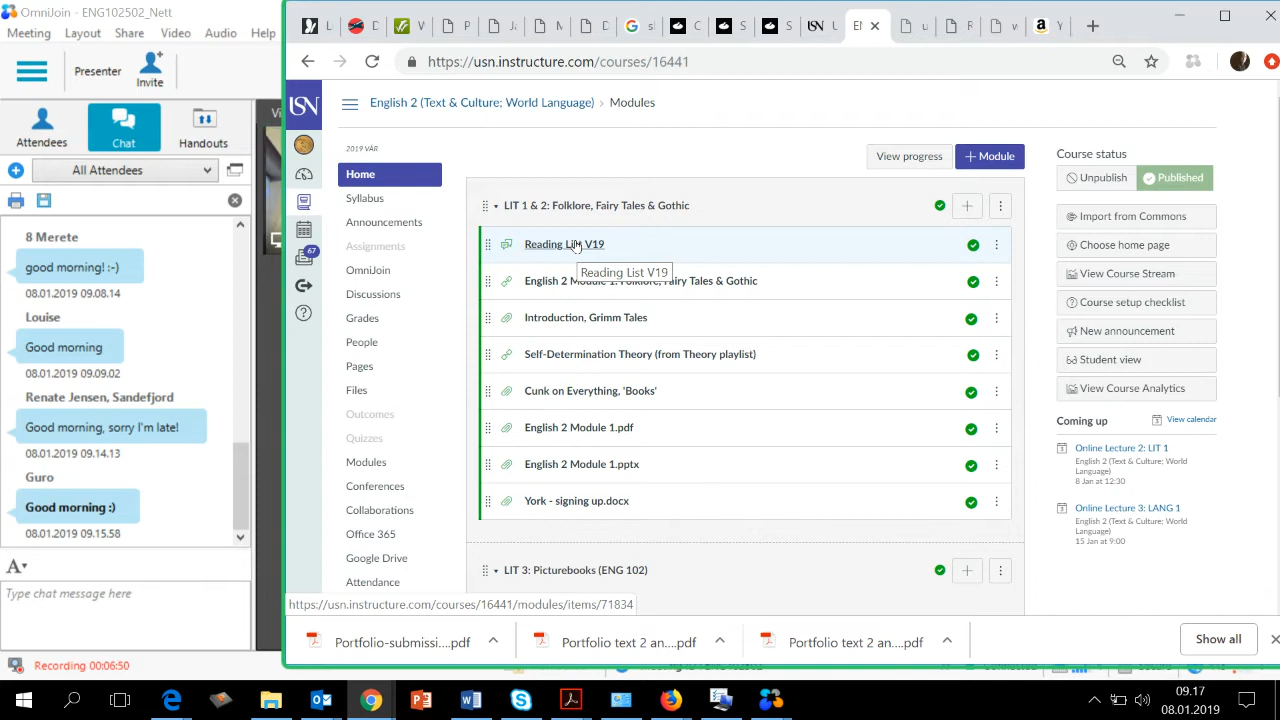 OmniJoin - ENG102502_Nett
Meeting Layout Share Video Audio Help
Presenter
Invite
Attendees
Chat
Handouts
All Attendees
8 Merete
good morning! :-)
08.01.2019 09.08.14
Louise
Good morning
08.01.2019 09.09.02
Renate Jensen, Sandefjord
Good morning, sorry I'm late!
08.01.2019 09.14.13
Guro
Good morning :)
08.01.2019 09.15.58
A
Type chat message here
Recording 00:06:50
https://usn.instructure.com/courses/16441
USN
English 2 (Text & Culture; World Language) › Modules
2019 VÅR
Home
Syllabus
Announcements
Assignments
OmniJoin
67
Discussions
Grades
People
Pages
Files
Outcomes
Quizzes
Modules
Conferences
Collaborations
Office 365
Google Drive
Attendance
View progress
+ Module
LIT 1 & 2: Folklore, Fairy Tales & Gothic
Reading List V19
Reading List V19
English 2 Module 1: Folklore, Fairy Tales & Gothic
Introduction, Grimm Tales
Self-Determination Theory (from Theory playlist)
Cunk on Everything, 'Books'
English 2 Module 1.pdf
English 2 Module 1.pptx
York - signing up.docx
LIT 3: Picturebooks (ENG 102)
Course status
Unpublish
Published
Import from Commons
Choose home page
View Course Stream
Course setup checklist
New announcement
Student view
View Course Analytics
Coming up
View calendar
Online Lecture 2: LIT 1
English 2 (Text & Culture; World
Language)
8 Jan at 12:30
Online Lecture 3: LANG 1
English 2 (Text & Culture; World
Language)
15 Jan at 9:00
https://usn.instructure.com/courses/16441/modules/items/71834
Portfolio-submissi....pdf
Portfolio text 2 an....pdf
Portfolio text 2 an....pdf
Show all
09.17
08.01.2019